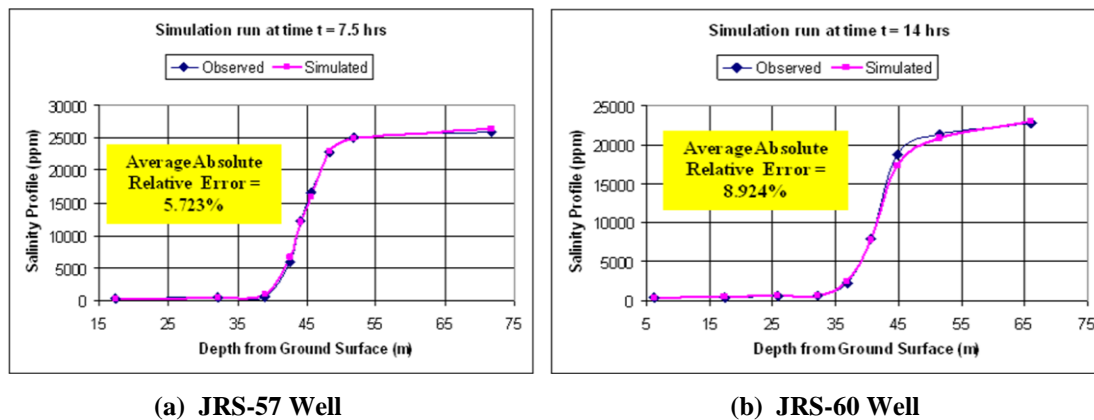 Simulation run at time t = 7.5 hrs
Observed Simulated
Salinity Profile (ppm)
30000
25000
20000
15000
10000
5000
0
Average Absolute
Relative Error =
5.723%
15 25 35 45 55 65 75
Depth from Ground Surface (m)
(a) JRS-57 Well
Simulation run at time t = 14 hrs
Observed Simulated
Salinity Profile (ppm)
25000
20000
15000
10000
5000
0
Average Absolute
Relative Error =
8.924%
5 15 25 35 45 55 65 75
Depth from Ground Surface (m)
(b) JRS-60 Well